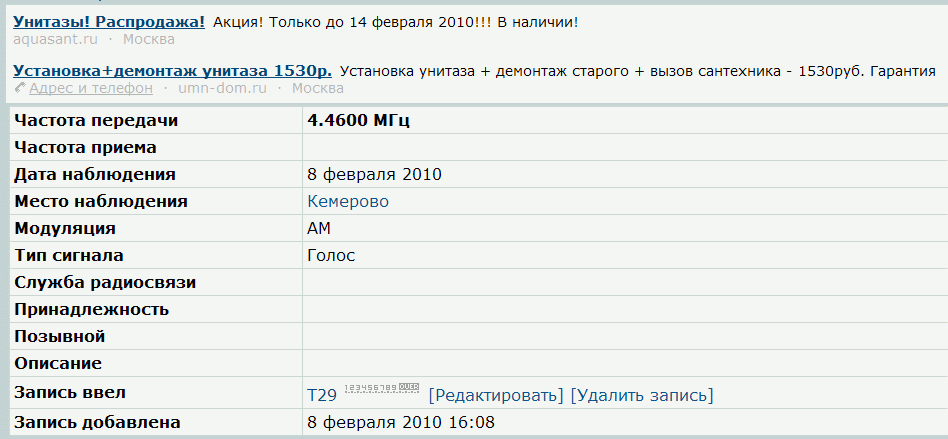 Унитазы! Распродажа! Акция! Только до 14 февраля 2010!!! В наличии!
aquasant.ru · Москва
Установка+демонтаж унитаза 1530р. Установка унитаза + демонтаж старого + вызов сантехника - 1530руб. Гарантия
Адрес и телефон · umn-dom.ru · Москва
Частота передачи 4.4600 МГц
Частота приема
Дата наблюдения 8 февраля 2010
Место наблюдения Кемерово
Модуляция AM
Тип сигнала Голос
Служба радиосвязи
Принадлежность
Позывной
Описание
Запись ввел T29 123455789 [Редактировать] [Удалить запись]
Запись добавлена 8 февраля 2010 16:08